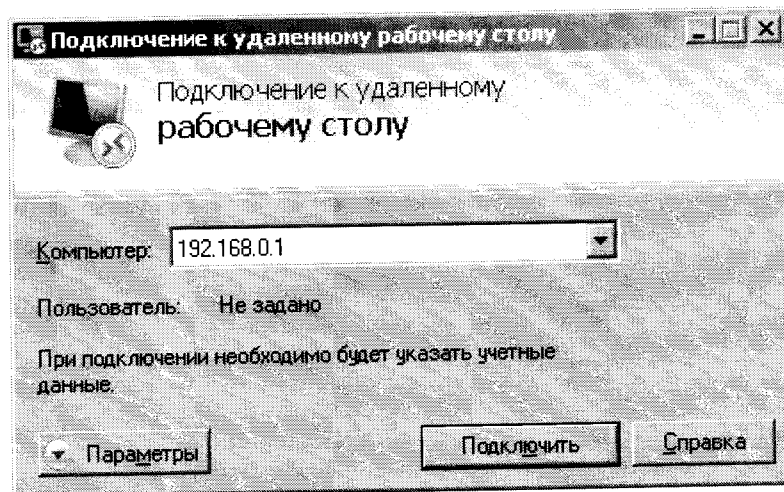 Подключение к удаленному рабочему столу
Подключение к удаленному
рабочему столу
Компьютер: 192.168.0.1
Пользователь: Не задано
При подключении необходимо будет указать учетные
данные.
Параметры Подключить Справка